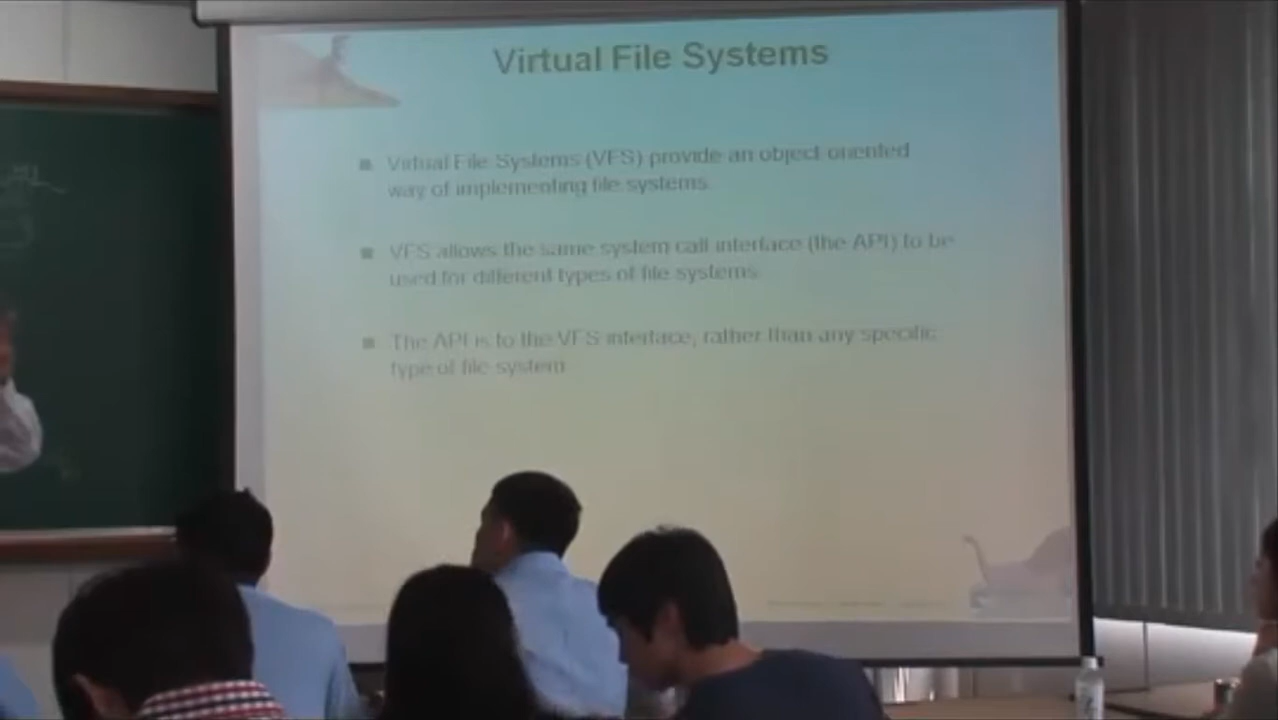 Virtual File Systems
Virtual File Systems (VFS) provide an object-oriented
way of implementing file systems.
VFS allows the same system call interface (the API) to be
used for different types of file systems.
The API is to the VFS interface, rather than any specific
type of file system.